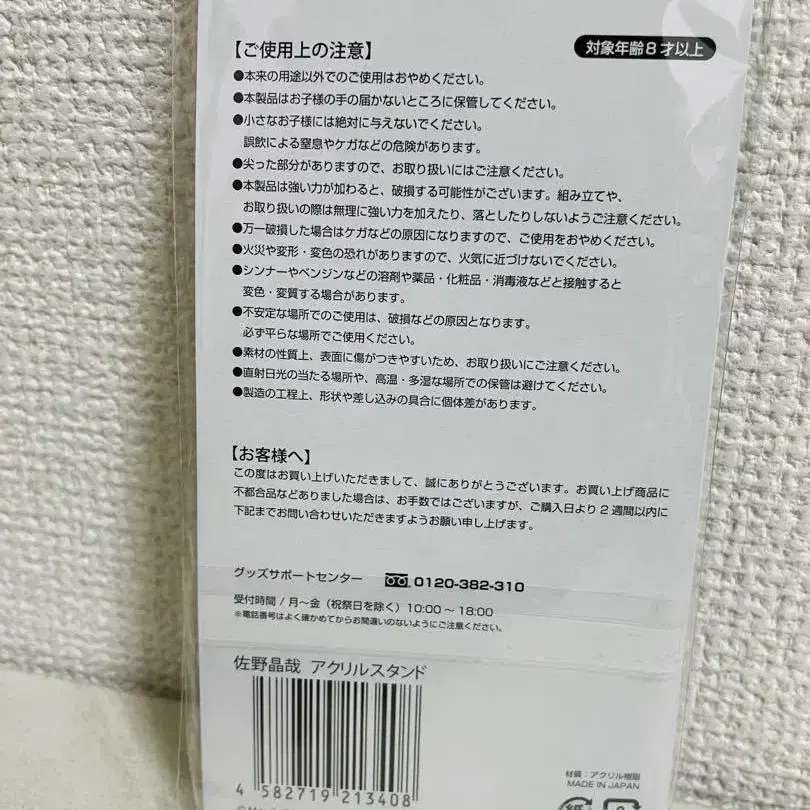 【ご使用上の注意】
対象年齢8才以上
●本来の用途以外でのご使用はおやめください。
●本製品はお子様の手の届かないところに保管してください。
●小さなお子様には絶対に与えないでください。
誤飲による窒息やケガなどの危険があります。
●尖った部分がありますので、お取り扱いにはご注意ください。
●本製品は強い力が加わると、破損する可能性がございます。組み立てや、
お取り扱いの際は無理に強い力を加えたり、落としたりしないようご注意ください。
●万一破損した場合はケガなどの原因になりますので、ご使用をおやめください。
●火災や変形・変色の恐れがありますので、火気に近づけないでください。
●シンナーやベンジンなどの溶剤や薬品・化粧品・消毒液などと接触すると
変色・変質する場合があります。
●不安定な場所でのご使用は、破損などの原因となります。
必ず平らな場所でご使用ください。
●素材の性質上、表面に傷がつきやすいため、お取り扱いにご注意ください。
●直射日光の当たる場所や、高温・多湿な場所での保管は避けてください。
●製造の工程上、形状や差し込みの具合に個体差があります。
【お客様へ】
この度はお買い上げいただきまして、誠にありがとうございます。お買い上げ商品に
不都合品などありました場合は、お手数ではございますが、ご購入日より2週間以内に
下記までお問い合わせいただきますようお願い申し上げます。
グッズサポートセンター 0120-382-310
受付時間 / 月〜金（祝祭日を除く）10:00 〜 18:00
※電話番号はよく確かめてからお間違いのないようにご注意ください。
佐野晶哉 アクリルスタンド
4 582719 213408
材質：アクリル樹脂
MADE IN JAPAN
紙